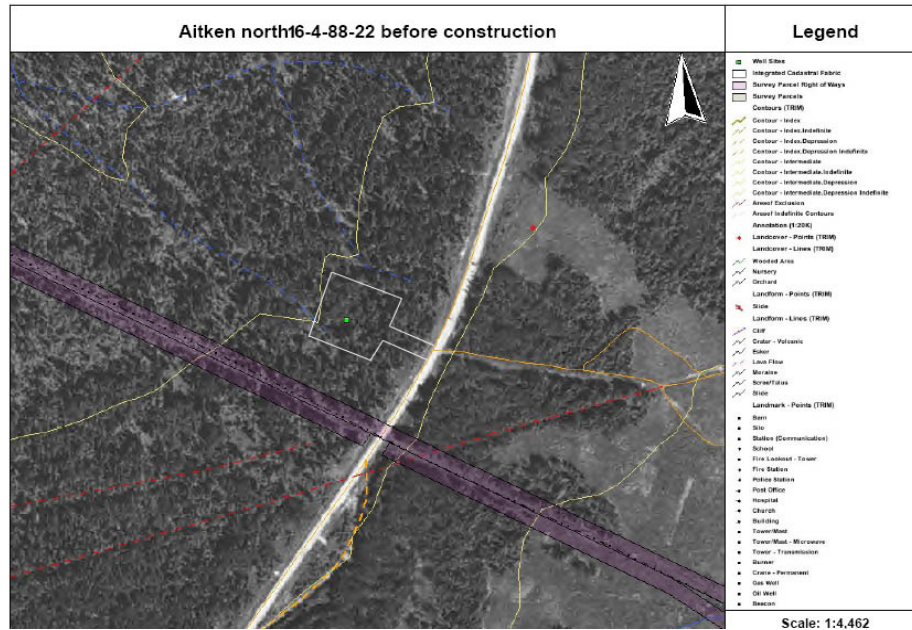 Aitken north16-4-88-22 before construction
Legend
Well Sites
Integrated Cadastral Fabric
Survey Parcel Right of Ways
Survey Parcels
Contours (TRIM)
Contour - Index
Contour - Index.Indefinite
Contour - Index.Depression
Contour - Index.Depression Indefinite
Contour - Intermediate
Contour - Intermediate.Indefinite
Contour - Intermediate.Depression
Contour - Intermediate.Depression Indefinite
Areaof Exclusion
Areaof Indefinite Contours
Annotation (1:20K)
Landcover - Points (TRIM)
Landcover - Lines (TRIM)
Wooded Area
Nursery
Orchard
Landform - Points (TRIM)
Slide
Landform - Lines (TRIM)
Cliff
Crater - Volcanic
Esker
Lava Flow
Moraine
Scree/Talus
Slide
Landmark - Points (TRIM)
Barn
Silo
Station (Communication)
School
Fire Lookout - Tower
Fire Station
Police Station
Post Office
Hospital
Church
Building
Tower/Mast
Tower/Mast - Microwave
Tower - Transmission
Burner
Crane - Permanent
Gas Well
Oil Well
Beacon
Scale: 1:4,462